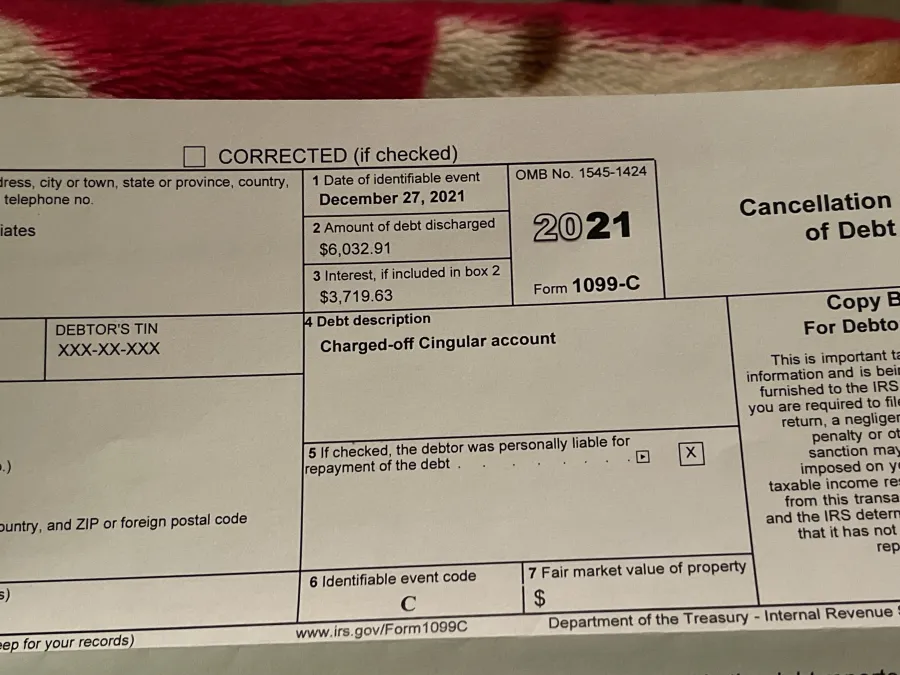 CORRECTED (if checked)
dress, city or town, state or province, country,
telephone no.
iates
1 Date of identifiable event
December 27, 2021
2 Amount of debt discharged
$6,032.91
3 Interest, if included in box 2
$3,719.63
OMB No. 1545-1424
2021
Form 1099-C
Cancellation
of Debt
DEBTOR'S TIN
XXX-XX-XXX
4 Debt description
Charged-off Cingular account
Copy B
For Debto
This is important ta
information and is bei
furnished to the IRS
you are required to file
return, a negliger
penalty or ot
sanction may
imposed on yo
taxable income res
from this transa
and the IRS determ
that it has not
rep
5 If checked, the debtor was personally liable for
repayment of the debt . . . . . . . . X
o.)
ountry, and ZIP or foreign postal code
s)
6 Identifiable event code
C
7 Fair market value of property
$
eep for your records)
www.irs.gov/Form1099C
Department of the Treasury - Internal Revenue S